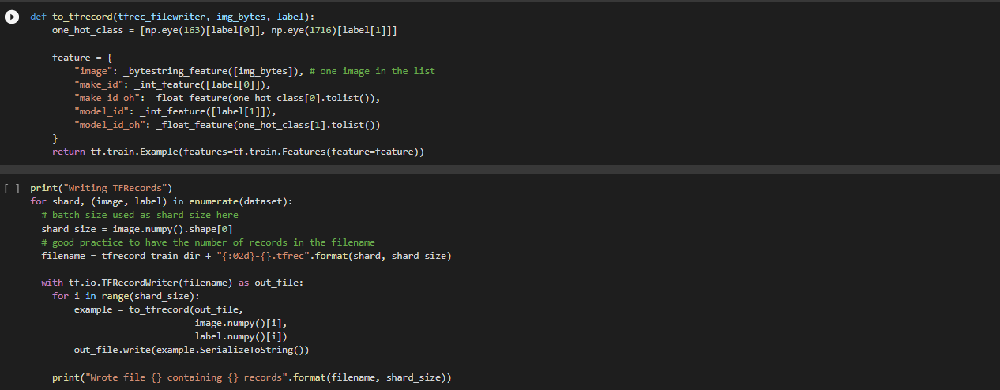 def to_tfrecord(tfrec_filewriter, img_bytes, label):
    one_hot_class = [np.eye(163)[label[0]], np.eye(1716)[label[1]]]

    feature = {
        "image": _bytestring_feature([img_bytes]), # one image in the list
        "make_id": _int_feature([label[0]]),
        "make_id_oh": _float_feature(one_hot_class[0].tolist()),
        "model_id": _int_feature([label[1]]),
        "model_id_oh": _float_feature(one_hot_class[1].tolist())
    }
    return tf.train.Example(features=tf.train.Features(feature=feature))

[ ] print("Writing TFRecords")
for shard, (image, label) in enumerate(dataset):
  # batch size used as shard size here
  shard_size = image.numpy().shape[0]
  # good practice to have the number of records in the filename
  filename = tfrecord_train_dir + "{:02d}-{}.tfrec".format(shard, shard_size)

  with tf.io.TFRecordWriter(filename) as out_file:
    for i in range(shard_size):
        example = to_tfrecord(out_file,
                              image.numpy()[i],
                              label.numpy()[i])
        out_file.write(example.SerializeToString())

    print("Wrote file {} containing {} records".format(filename, shard_size))